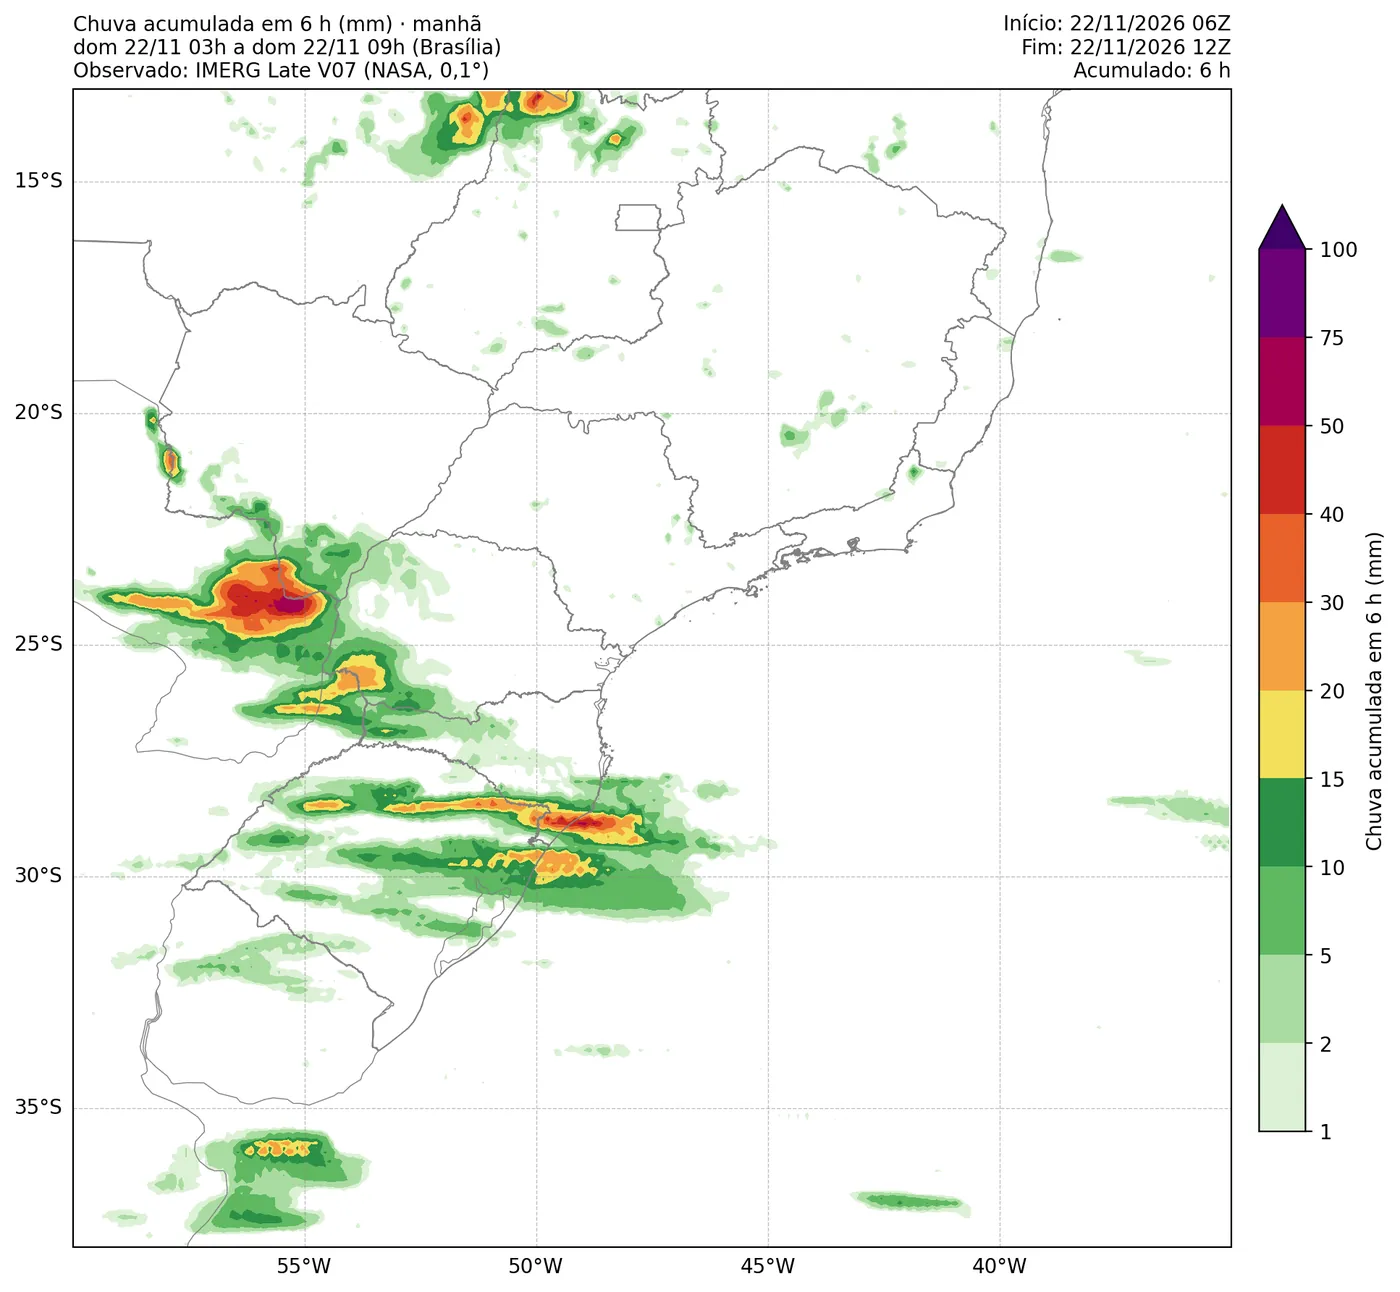 Chuva acumulada em 6 h (mm) · manhã
dom 22/11 03h a dom 22/11 09h (Brasília)
Observado: IMERG Late V07 (NASA, 0,1°)
Início: 22/11/2026 06Z
Fim: 22/11/2026 12Z
Acumulado: 6 h
15°S
20°S
25°S
30°S
35°S
55°W
50°W
45°W
40°W
100
75
50
40
30
20
15
10
5
2
1
Chuva acumulada em 6 h (mm)